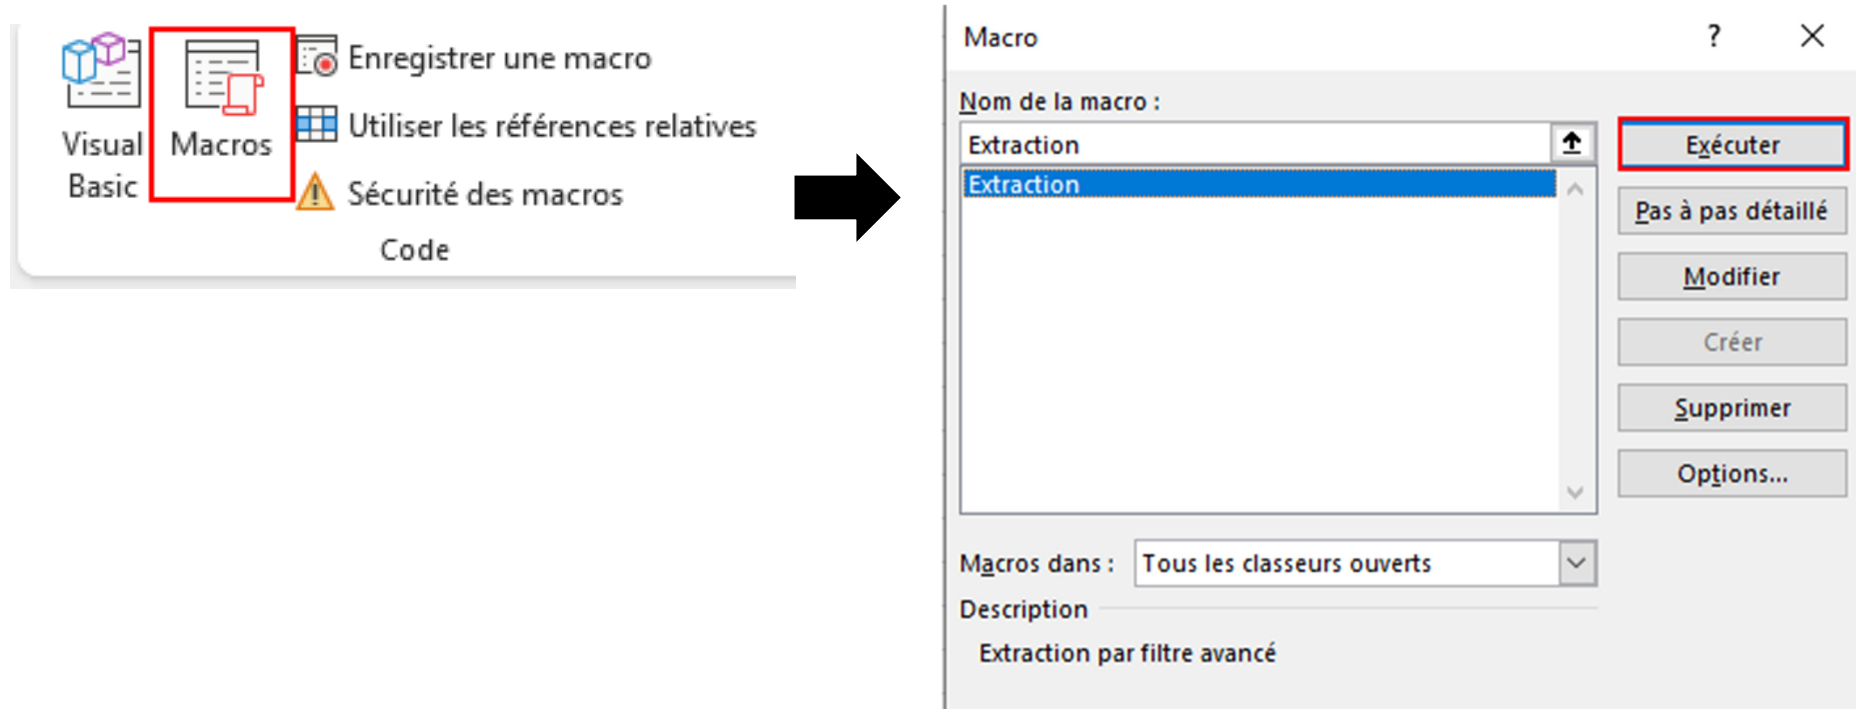 Visual
Basic
Macros
Enregistrer une macro
Utiliser les références relatives
Sécurité des macros
Code
Macro
?
Nom de la macro :
Extraction
Extraction
Exécuter
Pas à pas détaillé
Modifier
Créer
Supprimer
Options...
Macros dans :
Tous les classeurs ouverts
Description
Extraction par filtre avancé